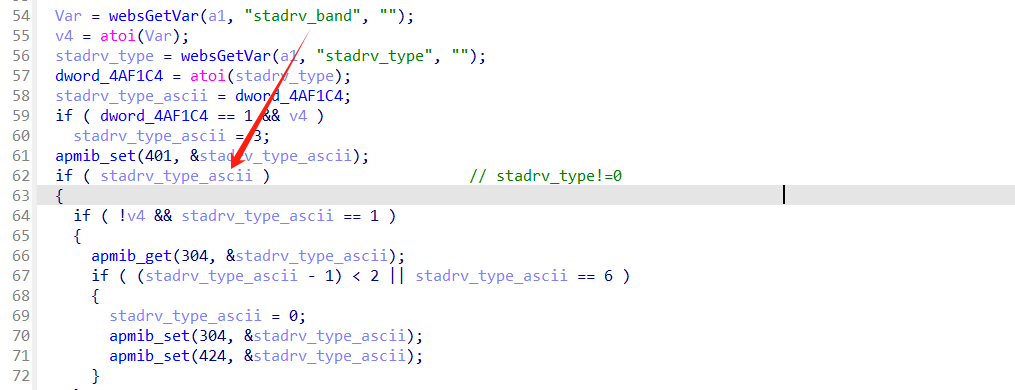 54 Var = websGetVar(a1, "stadrv_band", "");
55 v4 = atoi(Var);
56 stadrv_type = websGetVar(a1, "stadrv_type", "");
57 dword_4AF1C4 = atoi(stadrv_type);
58 stadrv_type_ascii = dword_4AF1C4;
59 if ( dword_4AF1C4 == 1 && v4 )
60 stadrv_type_ascii = 3;
61 apmib_set(401, &stadrv_type_ascii);
62 if ( stadrv_type_ascii ) // stadrv_type!=0
63 {
64 if ( !v4 && stadrv_type_ascii == 1 )
65 {
66 apmib_get(304, &stadrv_type_ascii);
67 if ( (stadrv_type_ascii - 1) < 2 || stadrv_type_ascii == 6 )
68 {
69 stadrv_type_ascii = 0;
70 apmib_set(304, &stadrv_type_ascii);
71 apmib_set(424, &stadrv_type_ascii);
72 }